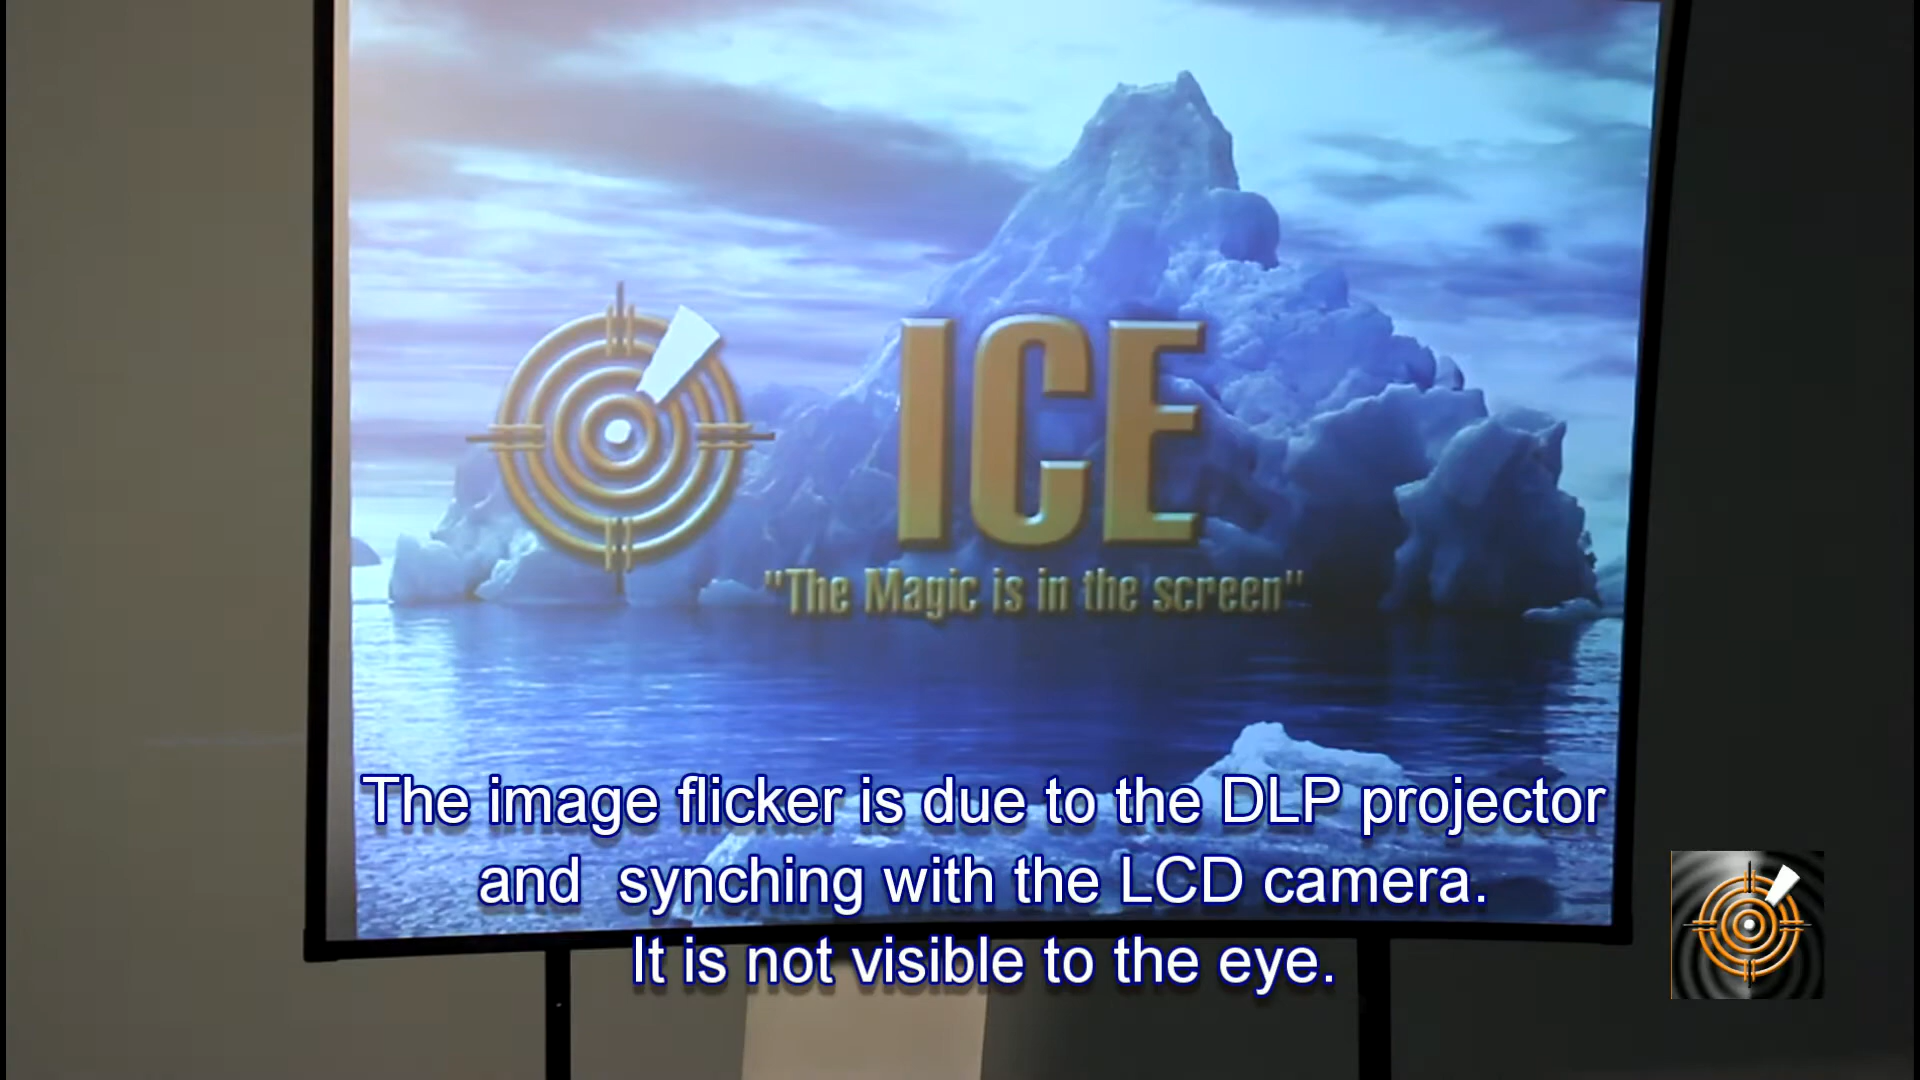 ICE
"The Magic is in the screen"
The image flicker is due to the DLP projector
and  synching with the LCD camera.
It is not visible to the eye.